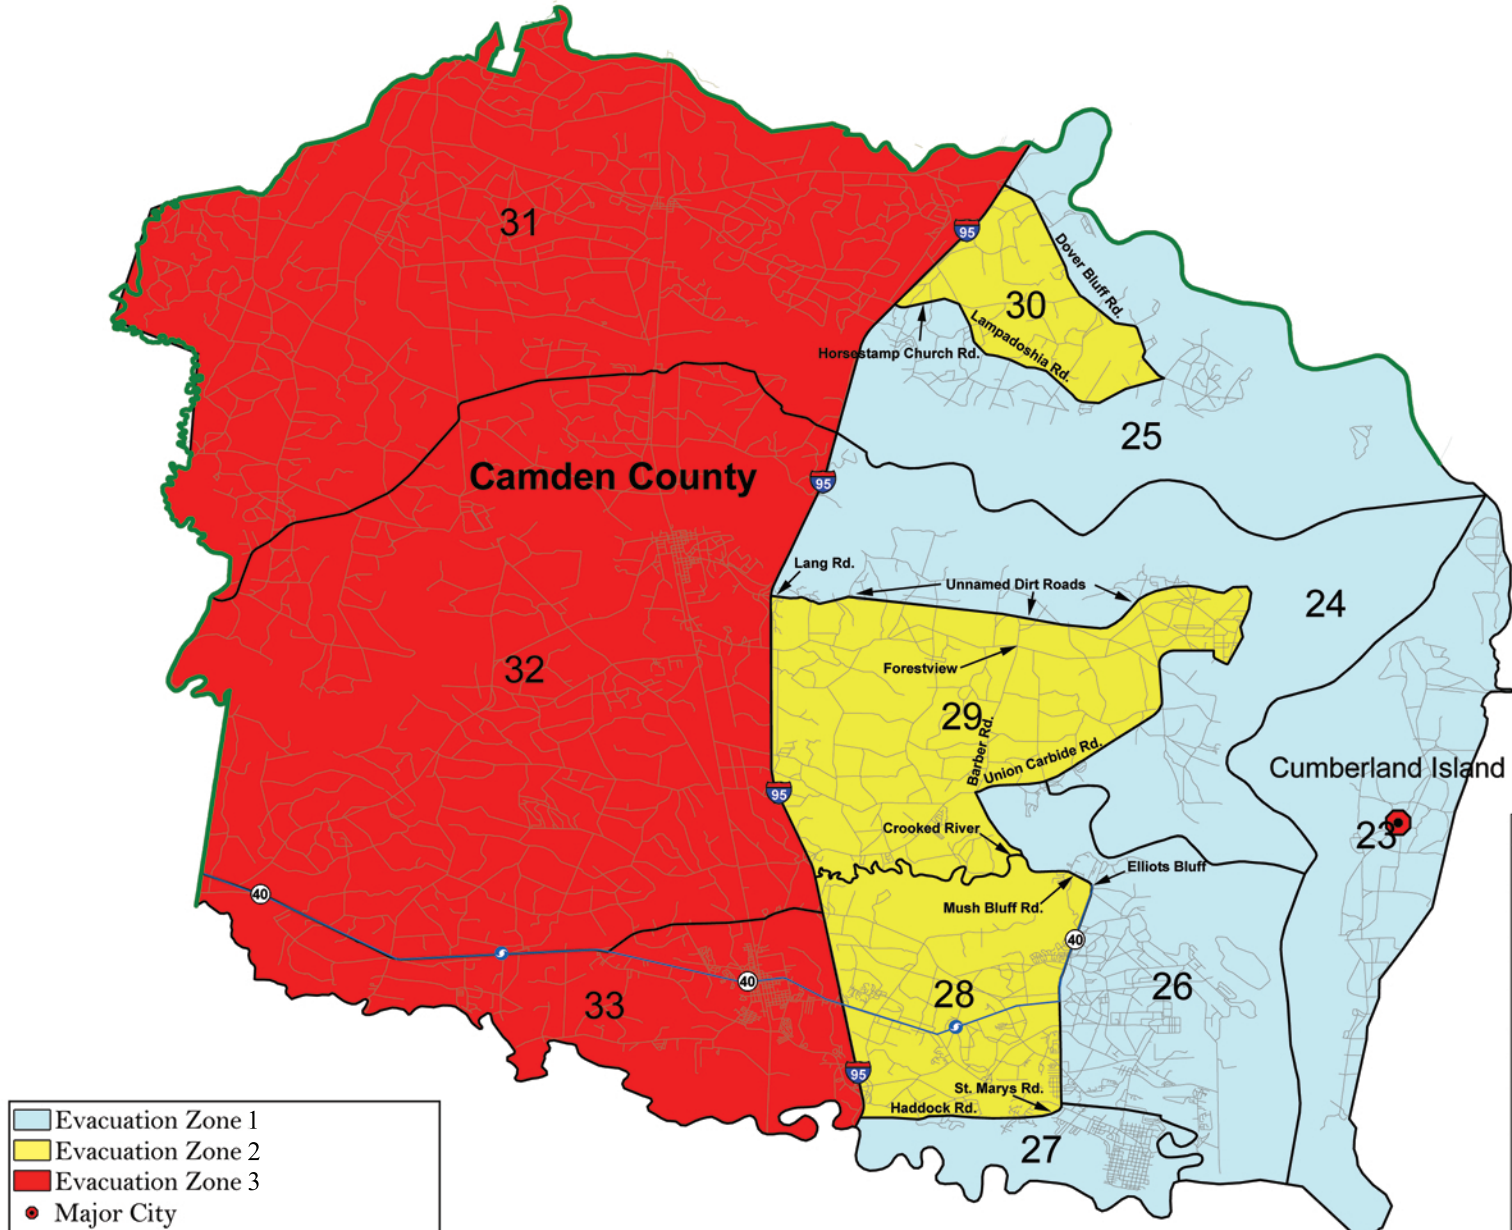 31
95
30
Dover Bluff Rd.
Lampadoshia Rd.
Horsestamp Church Rd.
25
Camden County
95
Lang Rd.
Unnamed Dirt Roads
24
Forestview
32
29
Barber Rd.
Union Carbide Rd.
Cumberland Island
95
Crooked River
23
Elliots Bluff
40
Mush Bluff Rd.
40
40
26
28
33
95
St. Marys Rd.
Haddock Rd.
27
Evacuation Zone 1
Evacuation Zone 2
Evacuation Zone 3
Major City